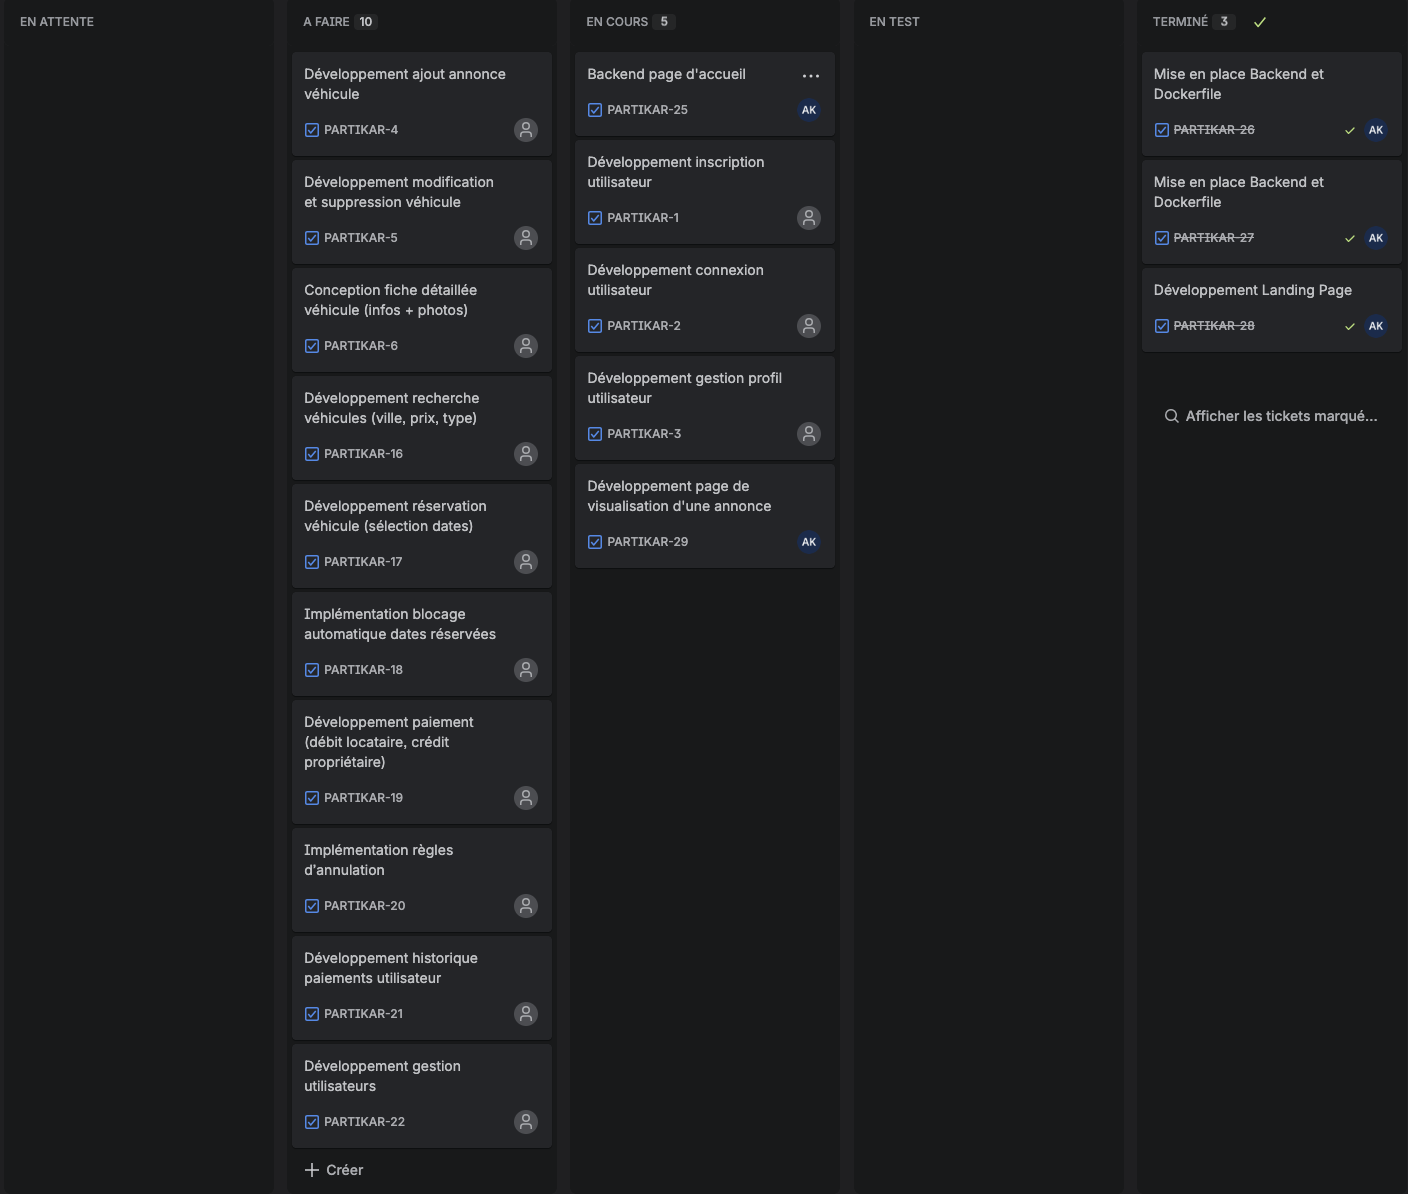 EN ATTENTE
A FAIRE 10
Développement ajout annonce
véhicule
PARTIKAR-4
Développement modification
et suppression véhicule
PARTIKAR-5
Conception fiche détaillée
véhicule (infos + photos)
PARTIKAR-6
Développement recherche
véhicules (ville, prix, type)
PARTIKAR-16
Développement réservation
véhicule (sélection dates)
PARTIKAR-17
Implémentation blocage
automatique dates réservées
PARTIKAR-18
Développement paiement
(débit locataire, crédit
propriétaire)
PARTIKAR-19
Implémentation règles
d'annulation
PARTIKAR-20
Développement historique
paiements utilisateur
PARTIKAR-21
Développement gestion
utilisateurs
PARTIKAR-22
Créer
EN COURS 5
Backend page d'accueil
PARTIKAR-25 AK
Développement inscription
utilisateur
PARTIKAR-1
Développement connexion
utilisateur
PARTIKAR-2
Développement gestion profil
utilisateur
PARTIKAR-3
Développement page de
visualisation d'une annonce
PARTIKAR-29 AK
EN TEST
TERMINÉ 3
Mise en place Backend et
Dockerfile
PARTIKAR-26 AK
Mise en place Backend et
Dockerfile
PARTIKAR-27 AK
Développement Landing Page
PARTIKAR-28 AK
Afficher les tickets marqué...